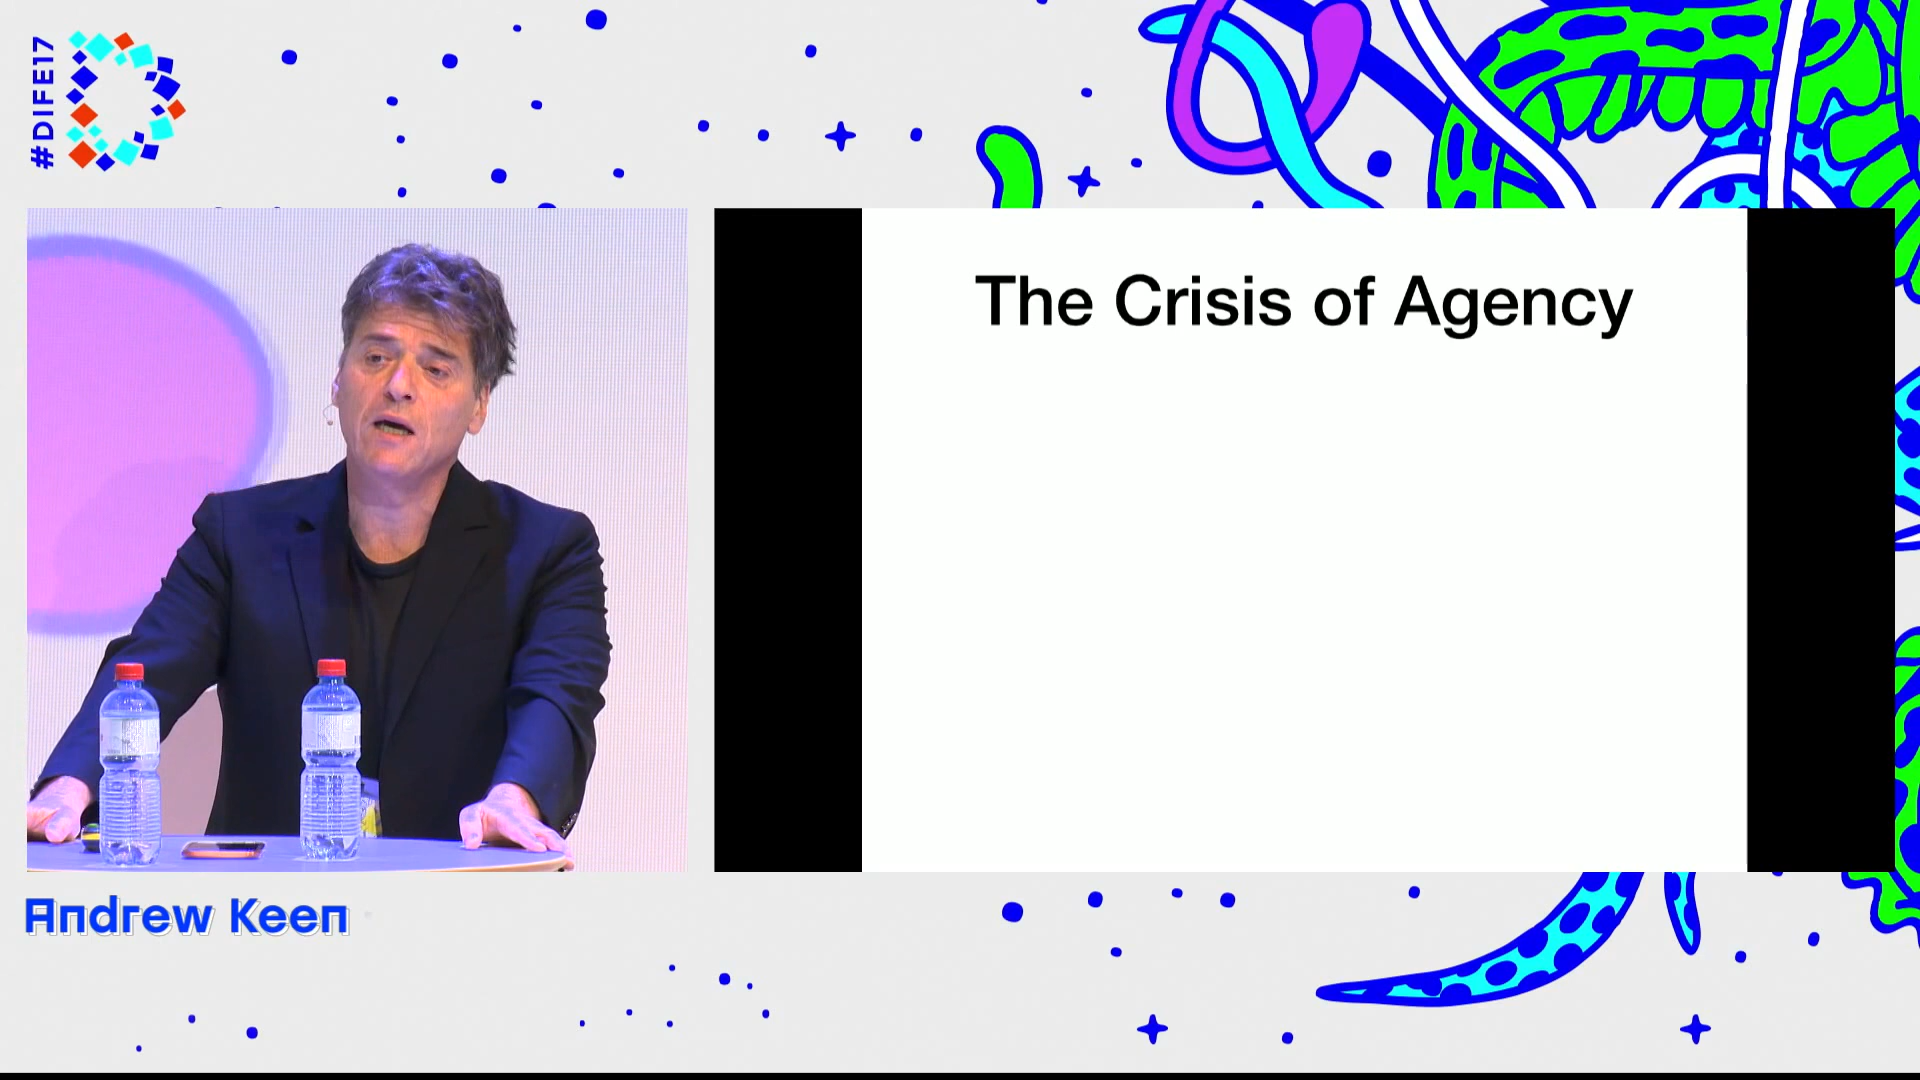 #DIFE17
The Crisis of Agency
Andrew Keen